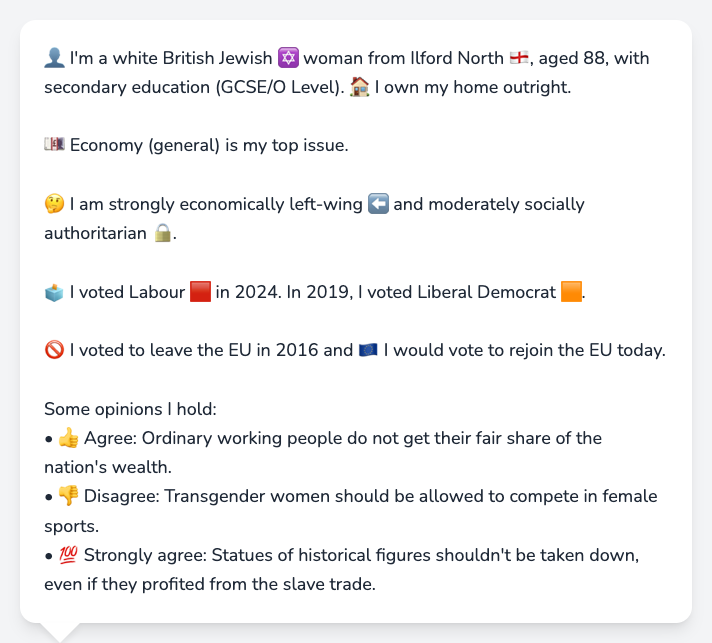 👤 I'm a white British Jewish 🔯 woman from Ilford North 🏴󠁧󠁢󠁥󠁮󠁧󠁿, aged 88, with
secondary education (GCSE/O Level). 🏠 I own my home outright.
💷 Economy (general) is my top issue.
🤔 I am strongly economically left-wing ⬅️ and moderately socially
authoritarian 🔒.
🗳️ I voted Labour 🟥 in 2024. In 2019, I voted Liberal Democrat 🟧.
🚫 I voted to leave the EU in 2016 and 🇪🇺 I would vote to rejoin the EU today.
Some opinions I hold:
• 👍 Agree: Ordinary working people do not get their fair share of the
nation's wealth.
• 👎 Disagree: Transgender women should be allowed to compete in female
sports.
• 💯 Strongly agree: Statues of historical figures shouldn't be taken down,
even if they profited from the slave trade.